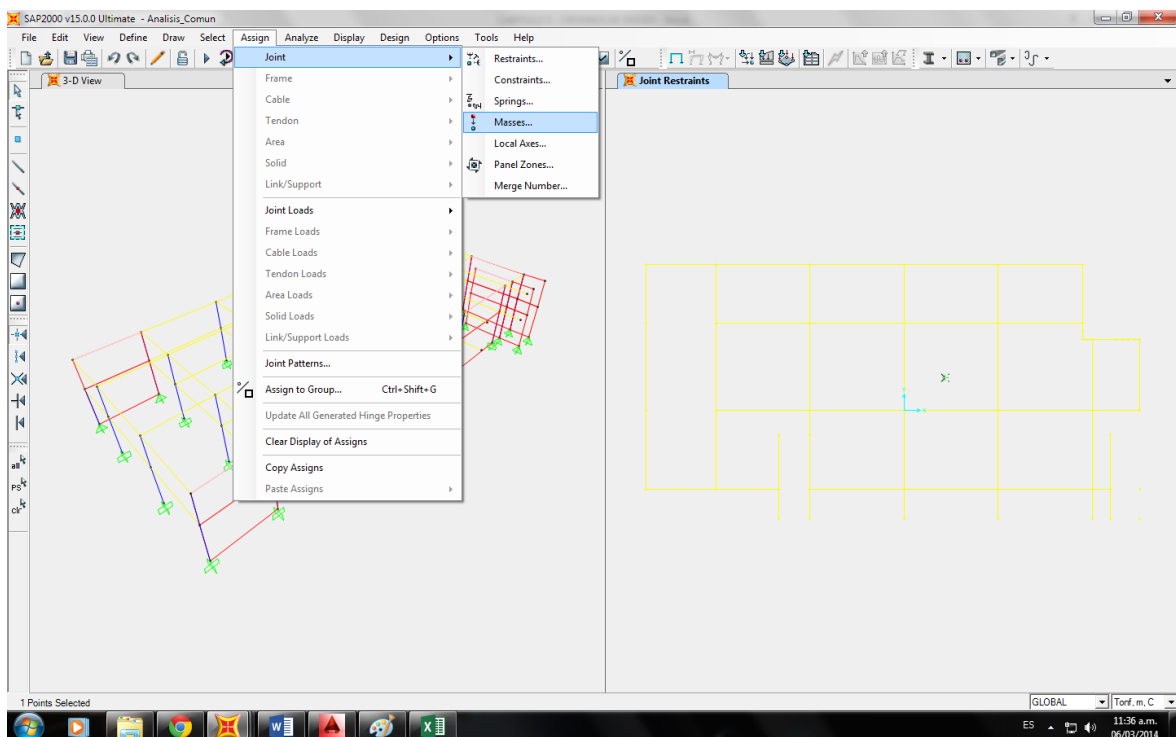 SAP2000 v15.0.0 Ultimate - Analisis_Comun
File Edit View Define Draw Select Assign Analyze Display Design Options Tools Help
3-D View
Joint Restraints
Joint
Frame
Cable
Tendon
Area
Solid
Link/Support
Joint Loads
Frame Loads
Cable Loads
Tendon Loads
Area Loads
Solid Loads
Link/Support Loads
Joint Patterns...
Assign to Group... Ctrl+Shift+G
Update All Generated Hinge Properties
Clear Display of Assigns
Copy Assigns
Paste Assigns
Restraints...
Constraints...
Springs...
Masses...
Local Axes...
Panel Zones...
Merge Number...
all
PS
clr
1 Points Selected
GLOBAL
Tonf, m, C
ES
11:36 a.m.
06/03/2014